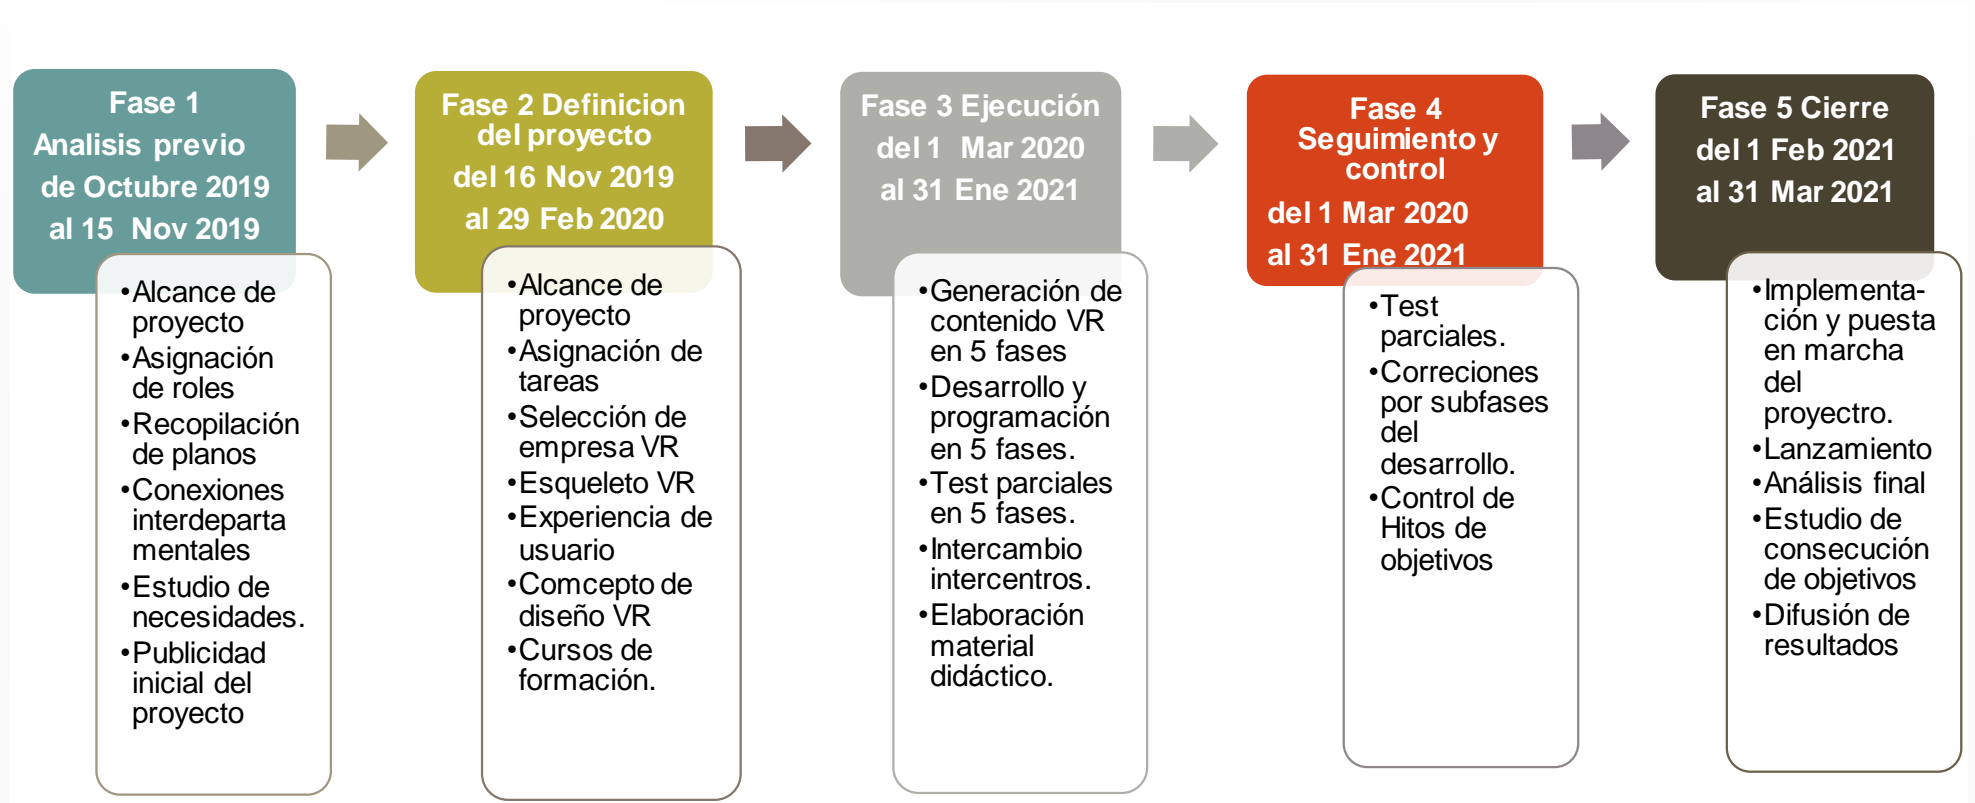 Fase 1
Analisis previo
de Octubre 2019
al 15 Nov 2019
•Alcance de
proyecto
•Asignación
de roles
•Recopilación
de planos
•Conexiones
interdeparta
mentales
•Estudio de
necesidades.
•Publicidad
inicial del
proyecto
Fase 2 Definicion
del proyecto
del 16 Nov 2019
al 29 Feb 2020
•Alcance de
proyecto
•Asignación de
tareas
•Selección de
empresa VR
•Esqueleto VR
•Experiencia de
usuario
•Comcepto de
diseño VR
•Cursos de
formación.
Fase 3 Ejecución
del 1 Mar 2020
al 31 Ene 2021
•Generación de
contenido VR
en 5 fases
•Desarrollo y
programación
en 5 fases.
•Test parciales
en 5 fases.
•Intercambio
intercentros.
•Elaboración
material
didáctico.
Fase 4
Seguimiento y
control
del 1 Mar 2020
al 31 Ene 2021
•Test
parciales.
•Correciones
por subfases
del
desarrollo.
•Control de
Hitos de
objetivos
Fase 5 Cierre
del 1 Feb 2021
al 31 Mar 2021
•Implementa-
ción y puesta
en marcha
del
proyectro.
•Lanzamiento
•Análisis final
•Estudio de
consecución
de objetivos
•Difusión de
resultados